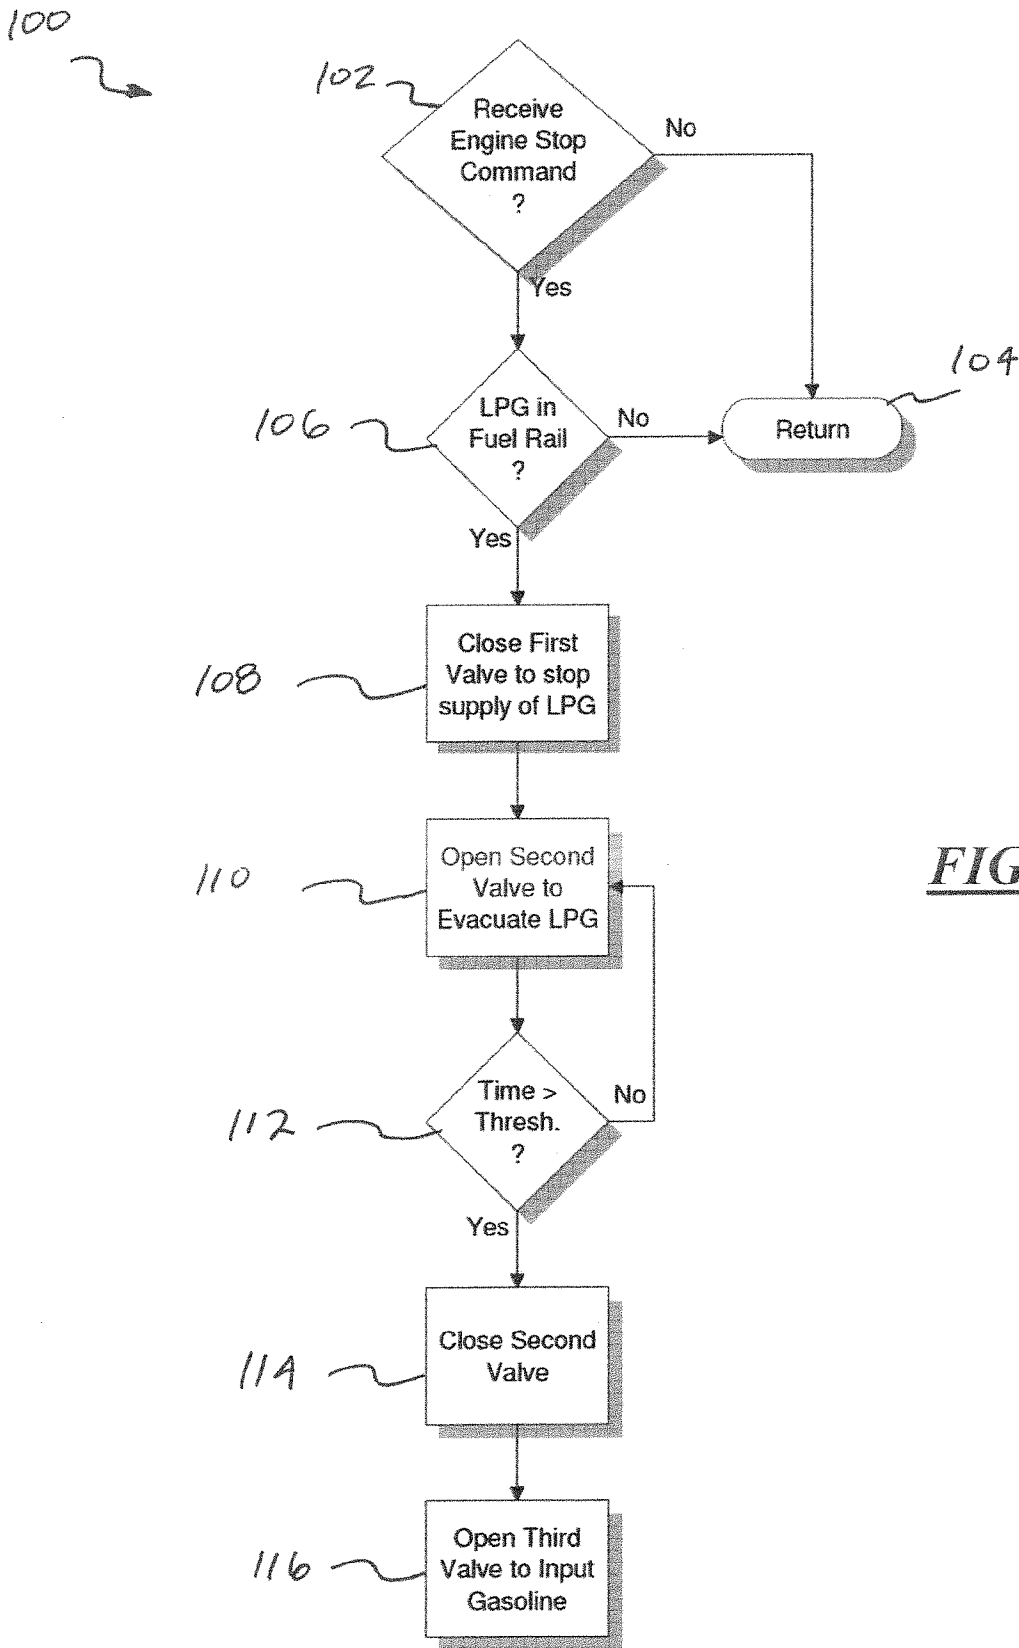 100
102
Receive
Engine Stop
Command
?
No
Yes
104
106
LPG in
Fuel Rail
?
No
Return
Yes
108
Close First
Valve to stop
supply of LPG
110
Open Second
Valve to
Evacuate LPG
FIG
112
Time >
Thresh.
?
No
Yes
114
Close Second
Valve
116
Open Third
Valve to Input
Gasoline